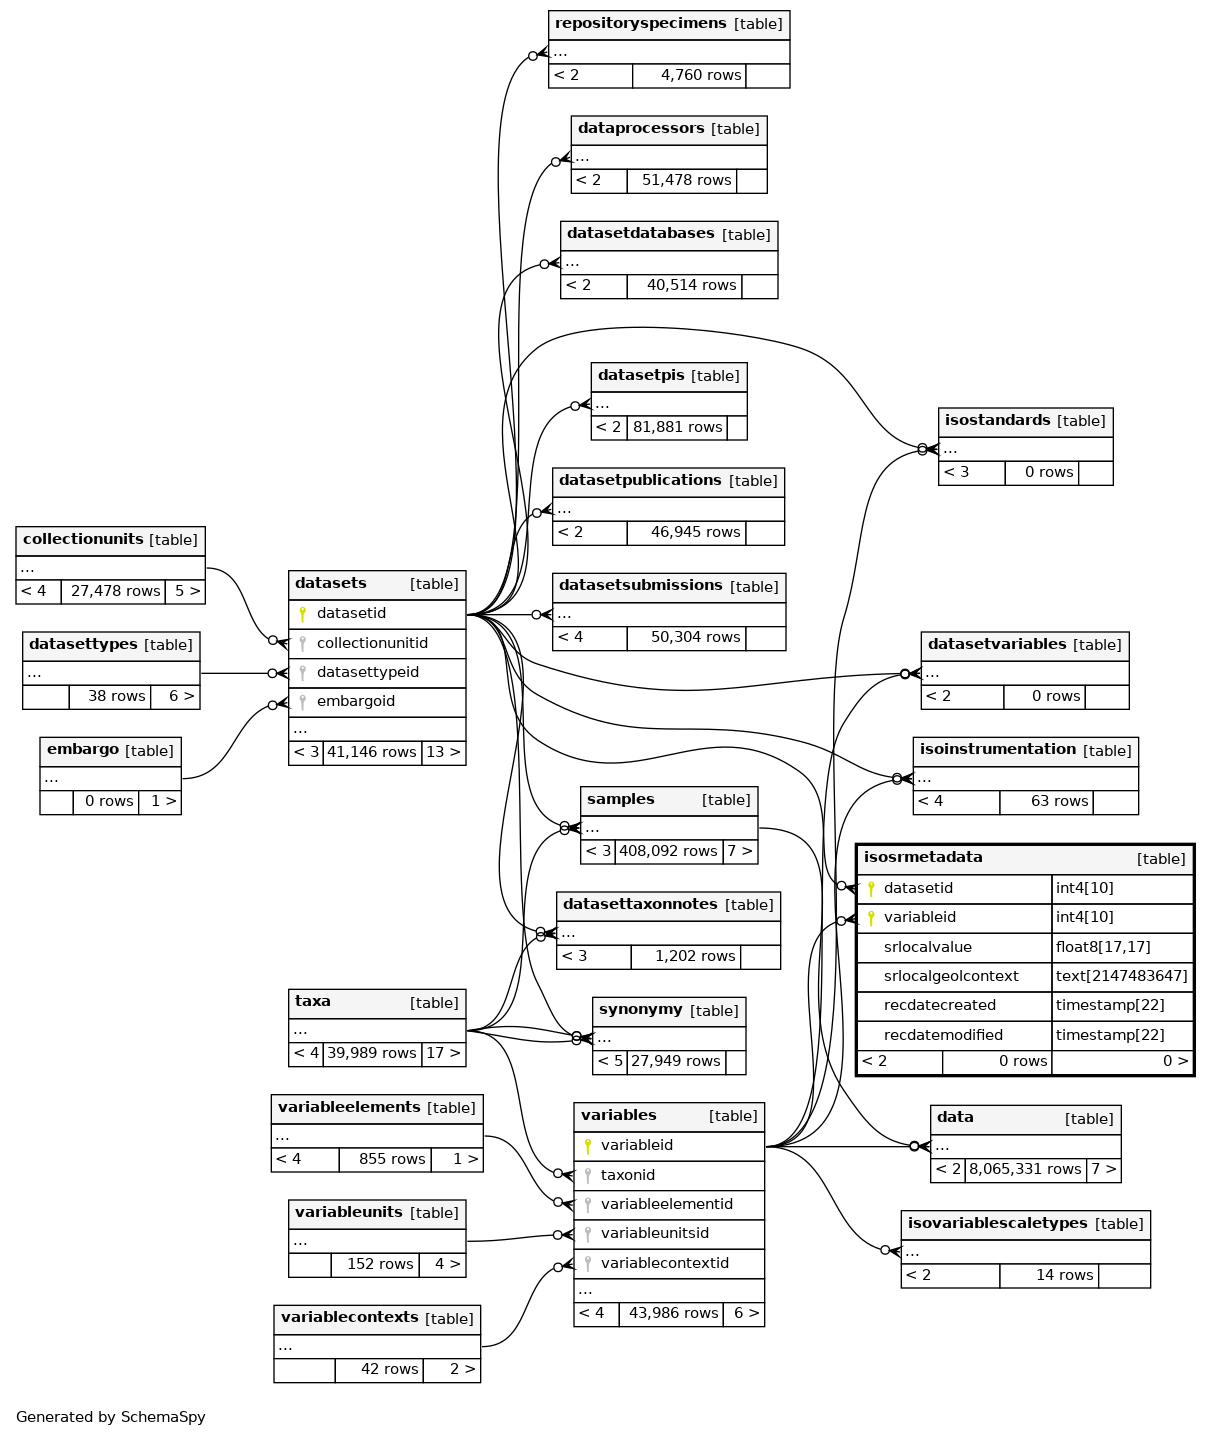 repositoryspecimens [table]
...
< 2 4,760 rows
dataprocessors [table]
...
< 2 51,478 rows
datasetdatabases [table]
...
< 2 40,514 rows
datasetpis [table]
...
< 2 81,881 rows
isostandards [table]
...
< 3 0 rows
datasetpublications [table]
...
< 2 46,945 rows
collectionunits [table]
...
< 4 27,478 rows 5 >
datasets [table]
datasetid
collectionunitid
datasettypeid
embargoid
...
< 3 41,146 rows 13 >
datasetsubmissions [table]
...
< 4 50,304 rows
datasettypes [table]
...
38 rows 6 >
datasetvariables [table]
...
< 2 0 rows
embargo [table]
...
0 rows 1 >
isoinstrumentation [table]
...
< 4 63 rows
samples [table]
...
< 3 408,092 rows 7 >
isosrmetadata [table]
datasetid int4[10]
variableid int4[10]
srlocalvalue float8[17,17]
srlocalgeolcontext text[2147483647]
recdatecreated timestamp[22]
recdatemodified timestamp[22]
< 2 0 rows 0 >
datasettaxonnotes [table]
...
< 3 1,202 rows
taxa [table]
...
< 4 39,989 rows 17 >
synonymy [table]
...
< 5 27,949 rows
variableelements [table]
...
< 4 855 rows 1 >
variables [table]
variableid
taxonid
variableelementid
variableunitsid
variablecontextid
...
< 4 43,986 rows 6 >
data [table]
...
< 2 8,065,331 rows 7 >
variableunits [table]
...
152 rows 4 >
isovariablescaletypes [table]
...
< 2 14 rows
variablecontexts [table]
...
42 rows 2 >
Generated by SchemaSpy